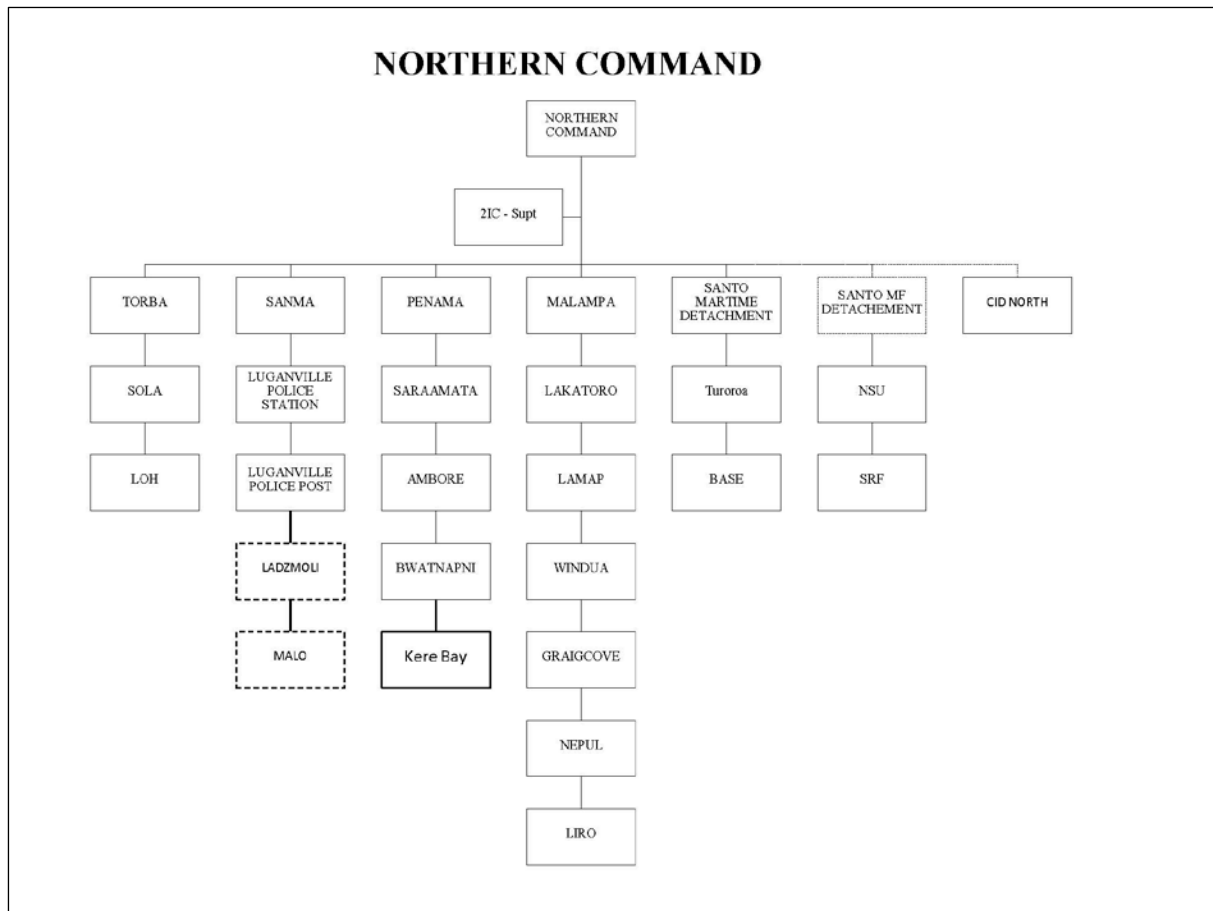 NORTHERN COMMAND
NORTHERN
COMMAND
2IC - Supt
TORBA
SANMA
PENAMA
MALAMPA
SANTO
MARTIME
DETACHMENT
SANTO MF
DETACHEMENT
CID NORTH
SOLA
LUGANVILLE
POLICE
STATION
SARAAMATA
LAKATORO
Turoroa
NSU
LOH
LUGANVILLE
POLICE POST
AMBORE
LAMAP
BASE
SRF
LADZMOLI
BWATNAPNI
WINDUA
MALO
Kere Bay
GRAIGCOVE
NEPUL
LIRO